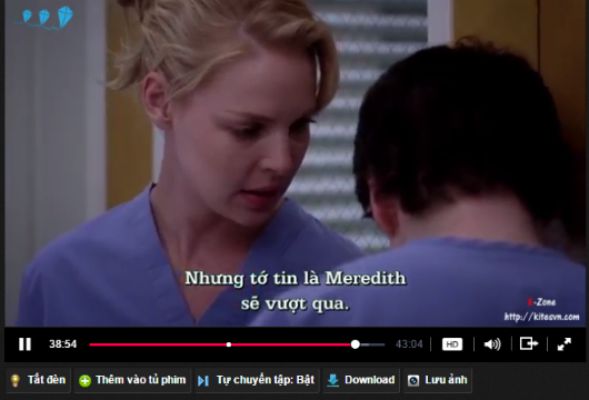 Nhưng tớ tin là Meredith
sẽ vượt qua.
K-Zone
http://kitesvn.com
38:54
43:04
HD
Tắt đèn
Thêm vào tủ phim
Tự chuyển tập: Bật
Download
Lưu ảnh